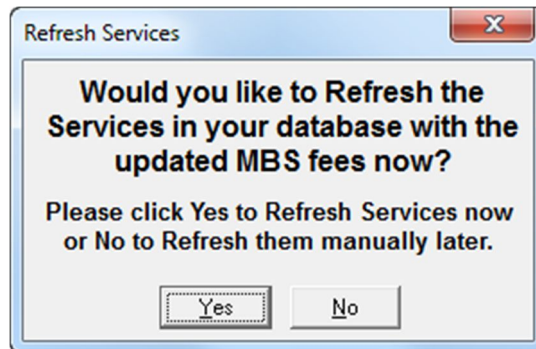 Refresh Services
Would you like to Refresh the
Services in your database with the
updated MBS fees now?
Please click Yes to Refresh Services now
or No to Refresh them manually later.
Yes
No